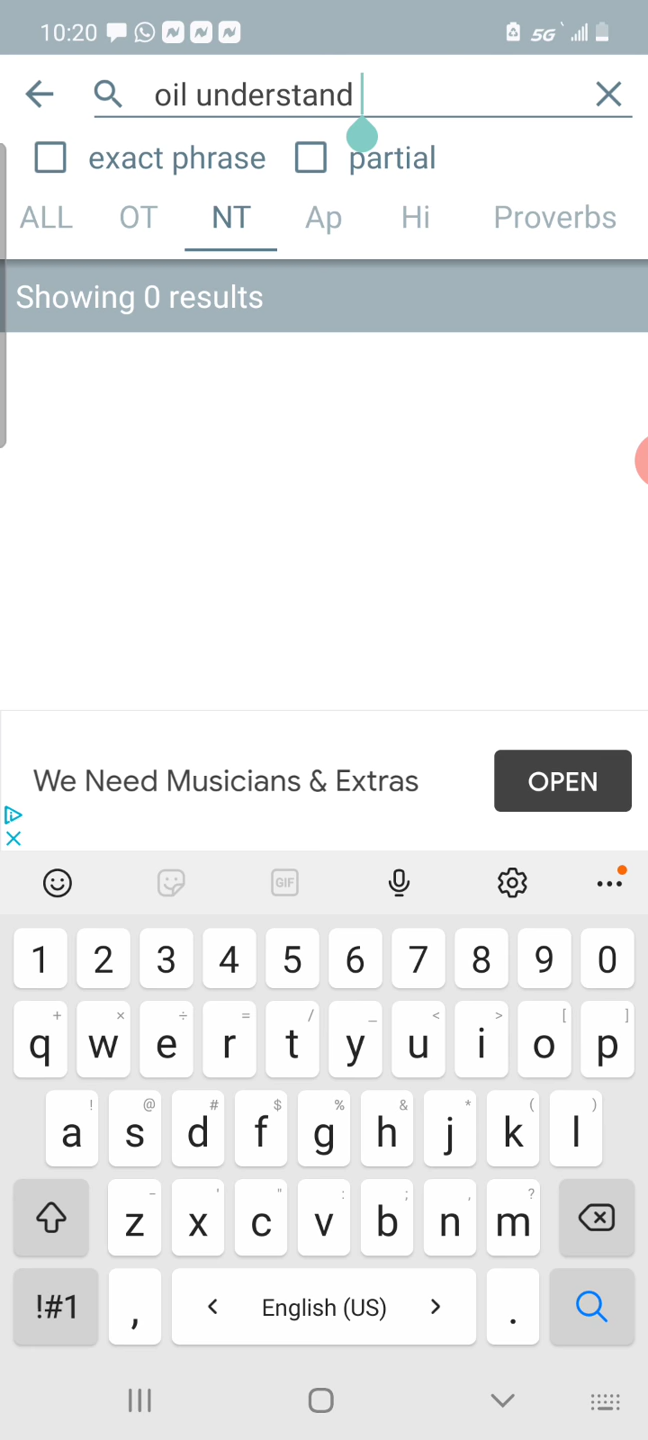 10:20 5G
oil understand
exact phrase partial
ALL OT NT Ap Hi Proverbs
Showing 0 results
We Need Musicians & Extras OPEN
GIF
1 2 3 4 5 6 7 8 9 0
+ × ÷ = / _ < > [ ]
q w e r t y u i o p
! @ # $ % & * ( )
a s d f g h j k l
- ' " : ; , ?
z x c v b n m
!#1 , < English (US) > .